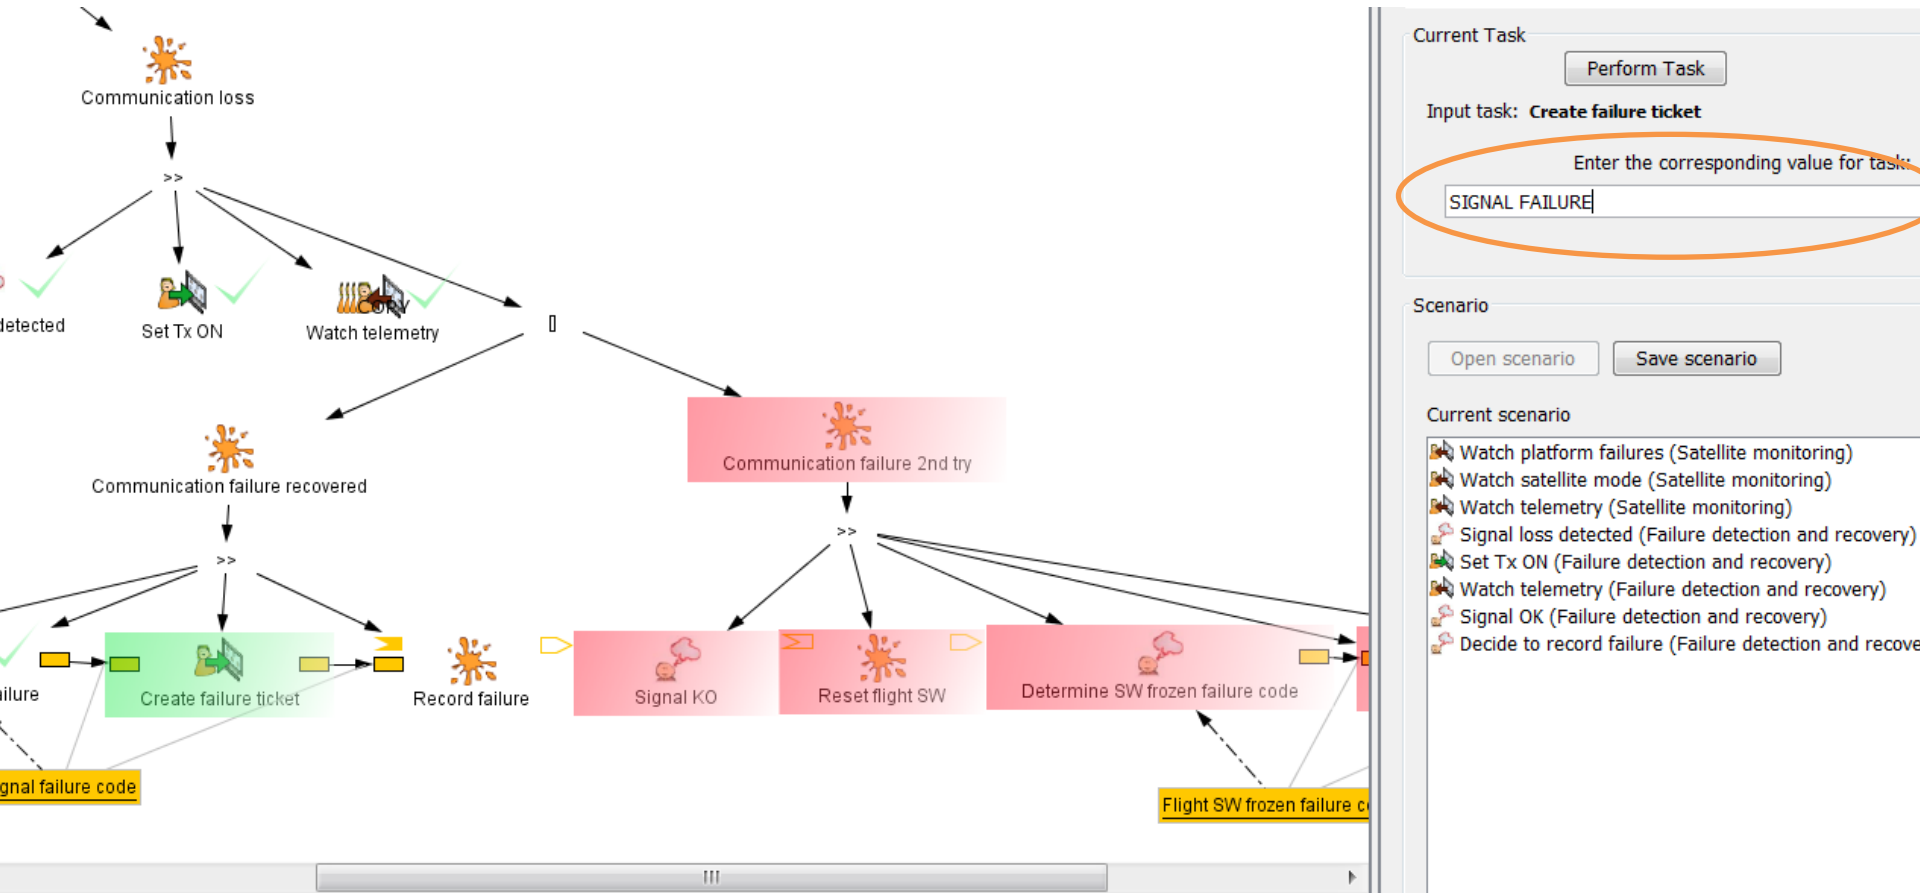 Communication loss
>>
detected
Set Tx ON
COPY
Watch telemetry
[]
Communication failure 2nd try
Communication failure recovered
>>
>>
ailure
Create failure ticket
Record failure
Signal KO
Reset flight SW
Determine SW frozen failure code
gnal failure code
Flight SW frozen failure c
Current Task
Perform Task
Input task: Create failure ticket
Enter the corresponding value for task:
SIGNAL FAILURE
Scenario
Open scenario
Save scenario
Current scenario
Watch platform failures (Satellite monitoring)
Watch satellite mode (Satellite monitoring)
Watch telemetry (Satellite monitoring)
Signal loss detected (Failure detection and recovery)
Set Tx ON (Failure detection and recovery)
Watch telemetry (Failure detection and recovery)
Signal OK (Failure detection and recovery)
Decide to record failure (Failure detection and recove